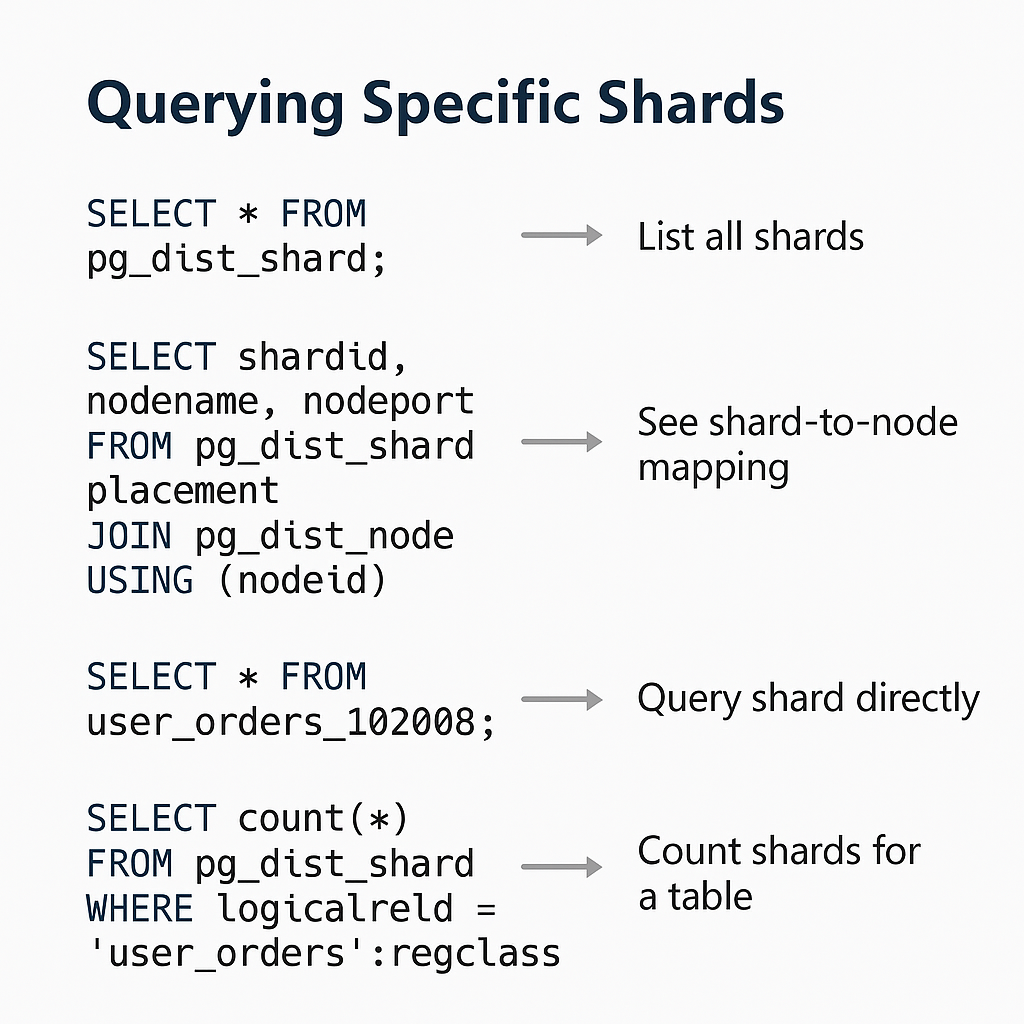 Querying Specific Shards
SELECT * FROM
pg_dist_shard;
List all shards
SELECT shardid,
nodename, nodeport
FROM pg_dist_shard
placement
JOIN pg_dist_node
USING (nodeid)
See shard-to-node
mapping
SELECT * FROM
user_orders_102008;
Query shard directly
SELECT count(*)
FROM pg_dist_shard
WHERE logicalreld =
'user_orders':regclass
Count shards for
a table